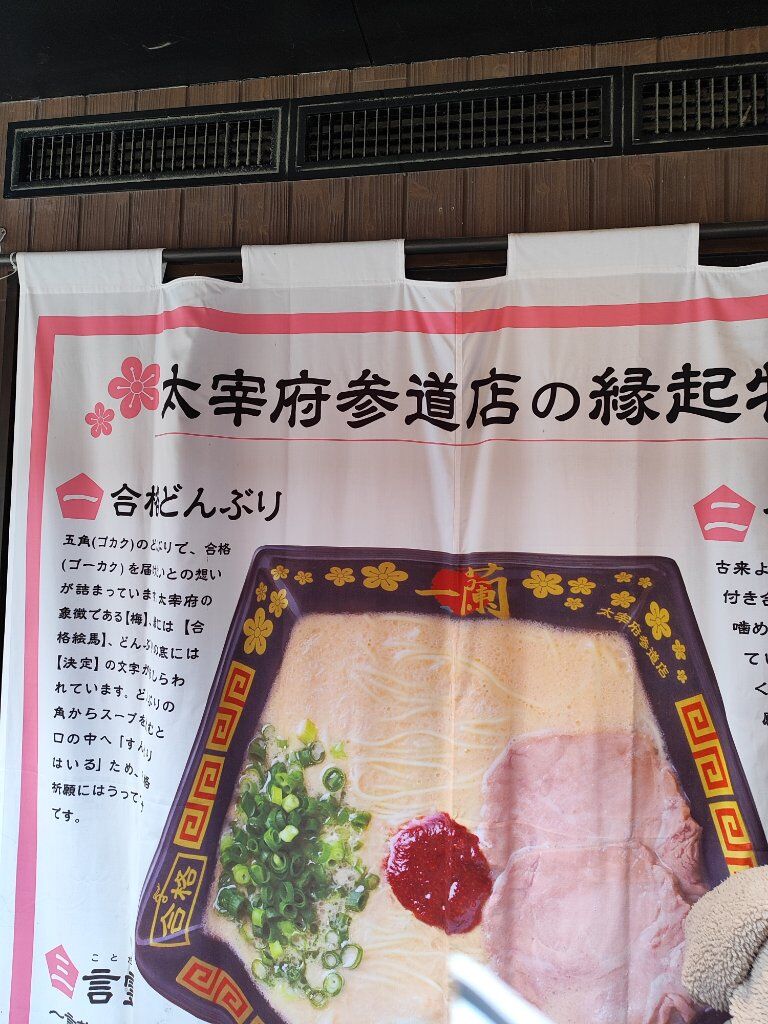 太宰府参道店の縁起
一 合格どんぶり
五角(ゴカク)のどんぶりで、合格
(ゴーカク)を届けたいとの想い
が詰まっています。太宰府の
象徴である【梅】、には【合
格絵馬】、どんぶりの底には
【決定】の文字があしらわ
れています。どんぶりの
角からスープを飲むと
口の中へ「すんなり
はいる」ため、合格
祈願にはうって
です。
一蘭
太宰府参道店
合格
二
古来よ
付き合
噛め
てい
く
三
言